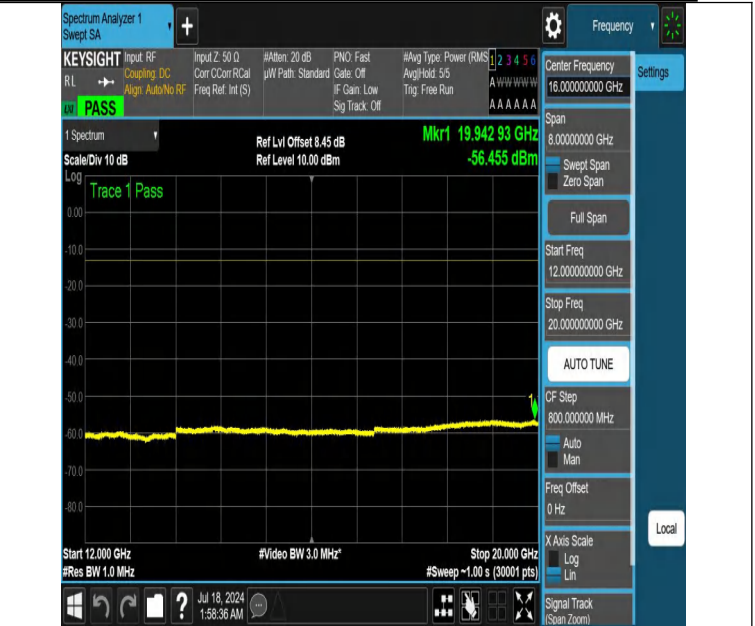 Spectrum Analyzer 1
Swept SA
+
Frequency
KEYSIGHT
RL
PASS
Input: RF
Coupling: DC
Align: Auto/No RF
Input Z: 50 Ω
Corr CCorr RCal
Freq Ref: Int (S)
#Atten: 20 dB
µW Path: Standard
PNO: Fast
Gate: Off
IF Gain: Low
Sig Track: Off
#Avg Type: Power (RMS
Avg|Hold: 5/5
Trig: Free Run
1 2 3 4 5 6
A W W W W W
A A A A A A
1 Spectrum
Scale/Div 10 dB
Ref Lvl Offset 8.45 dB
Ref Level 10.00 dBm
Mkr1 19.942 93 GHz
-56.455 dBm
Log
Trace 1 Pass
0.00
-10.0
-20.0
-30.0
-40.0
-50.0
-60.0
-70.0
-80.0
1
Start 12.000 GHz
#Res BW 1.0 MHz
#Video BW 3.0 MHz*
Stop 20.000 GHz
#Sweep ~1.00 s (30001 pts)
Jul 18, 2024
1:58:36 AM
?
Center Frequency
16.000000000 GHz
Settings
Span
8.00000000 GHz
Swept Span
Zero Span
Full Span
Start Freq
12.000000000 GHz
Stop Freq
20.000000000 GHz
AUTO TUNE
CF Step
800.000000 MHz
Auto
Man
Freq Offset
0 Hz
X Axis Scale
Log
Lin
Local
Signal Track
(Span Zoom)